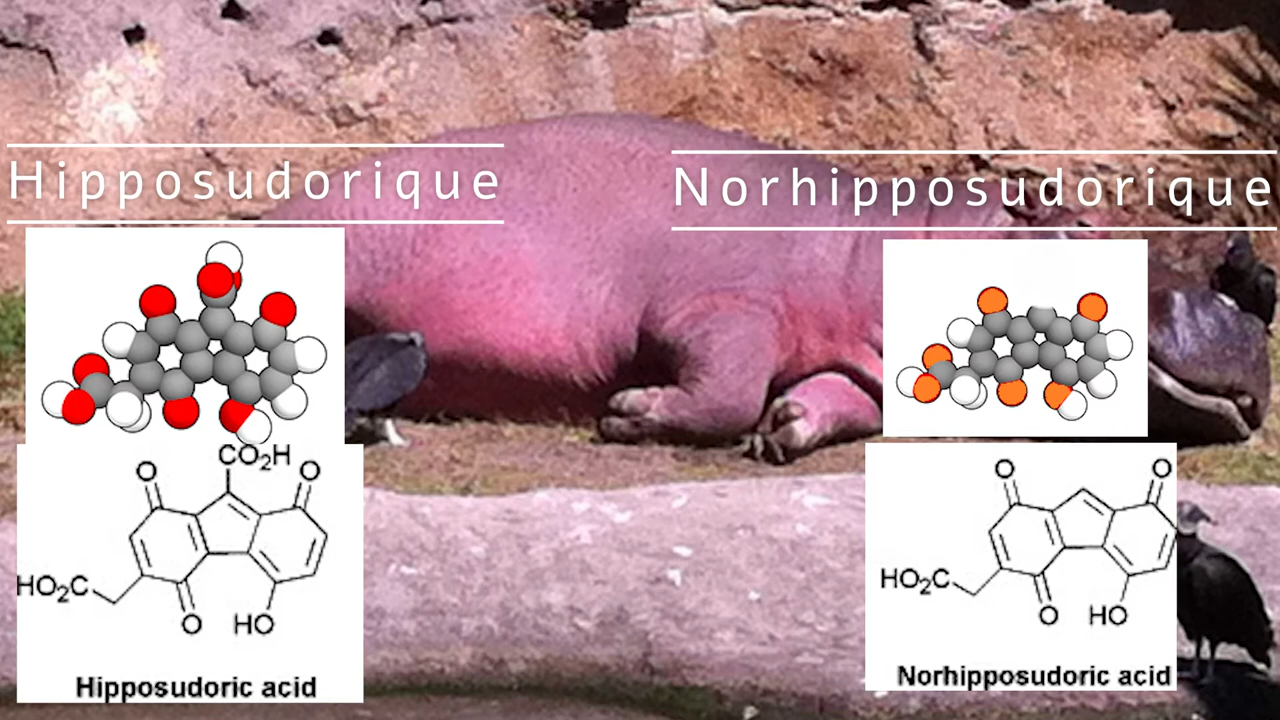 Hipposudorique
Norhipposudorique
CO₂H
O
O
HO₂C
O
HO
Hipposudoric acid
O
O
HO₂C
O
HO
Norhipposudoric acid